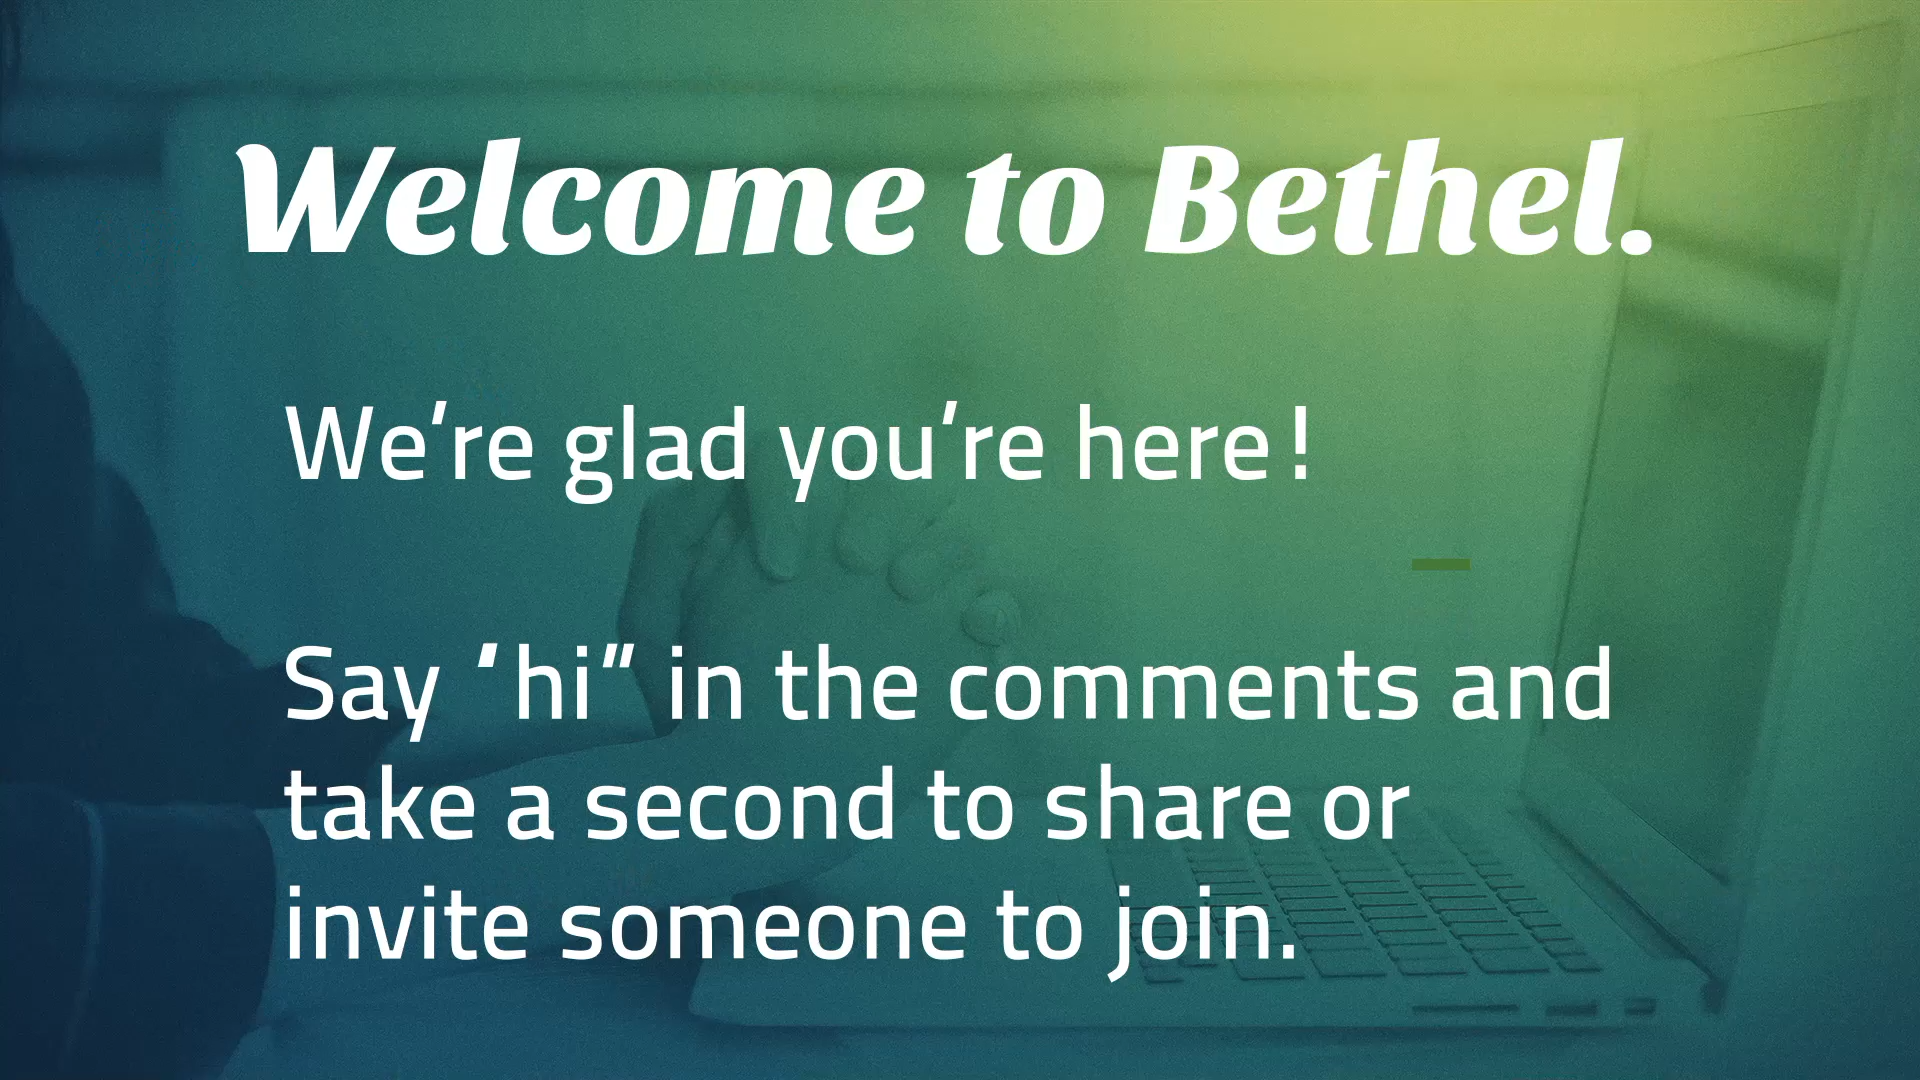 Welcome to Bethel.
We’re glad you’re here!
Say ‘hi” in the comments and
take a second to share or
invite someone to join.